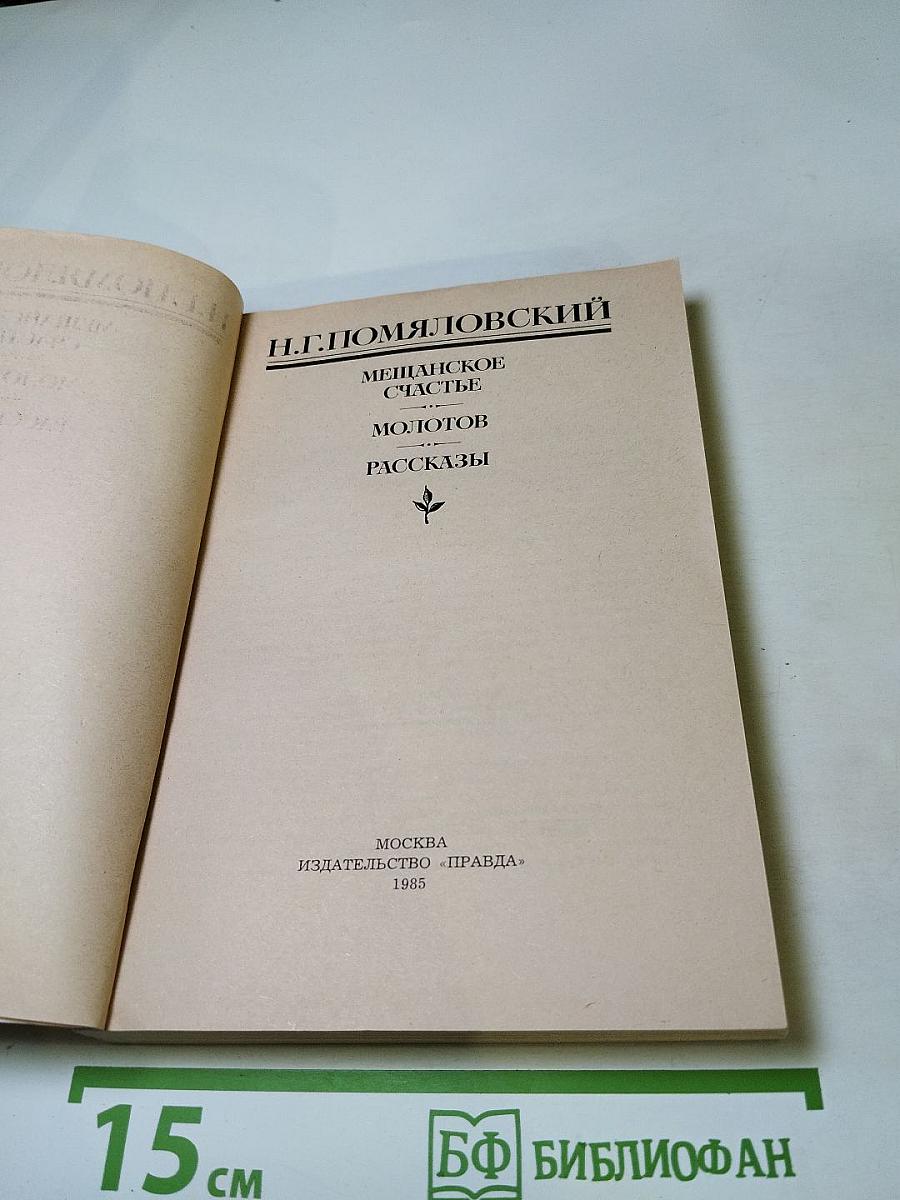 Н.Г.ПОМЯЛОВСКИЙ
МЕЩАНСКОЕ
СЧАСТЬЕ
МОЛОТОВ
РАССКАЗЫ
МОСКВА
ИЗДАТЕЛЬСТВО «ПРАВДА»
1985
15 см
БФ БИБЛИОФАН